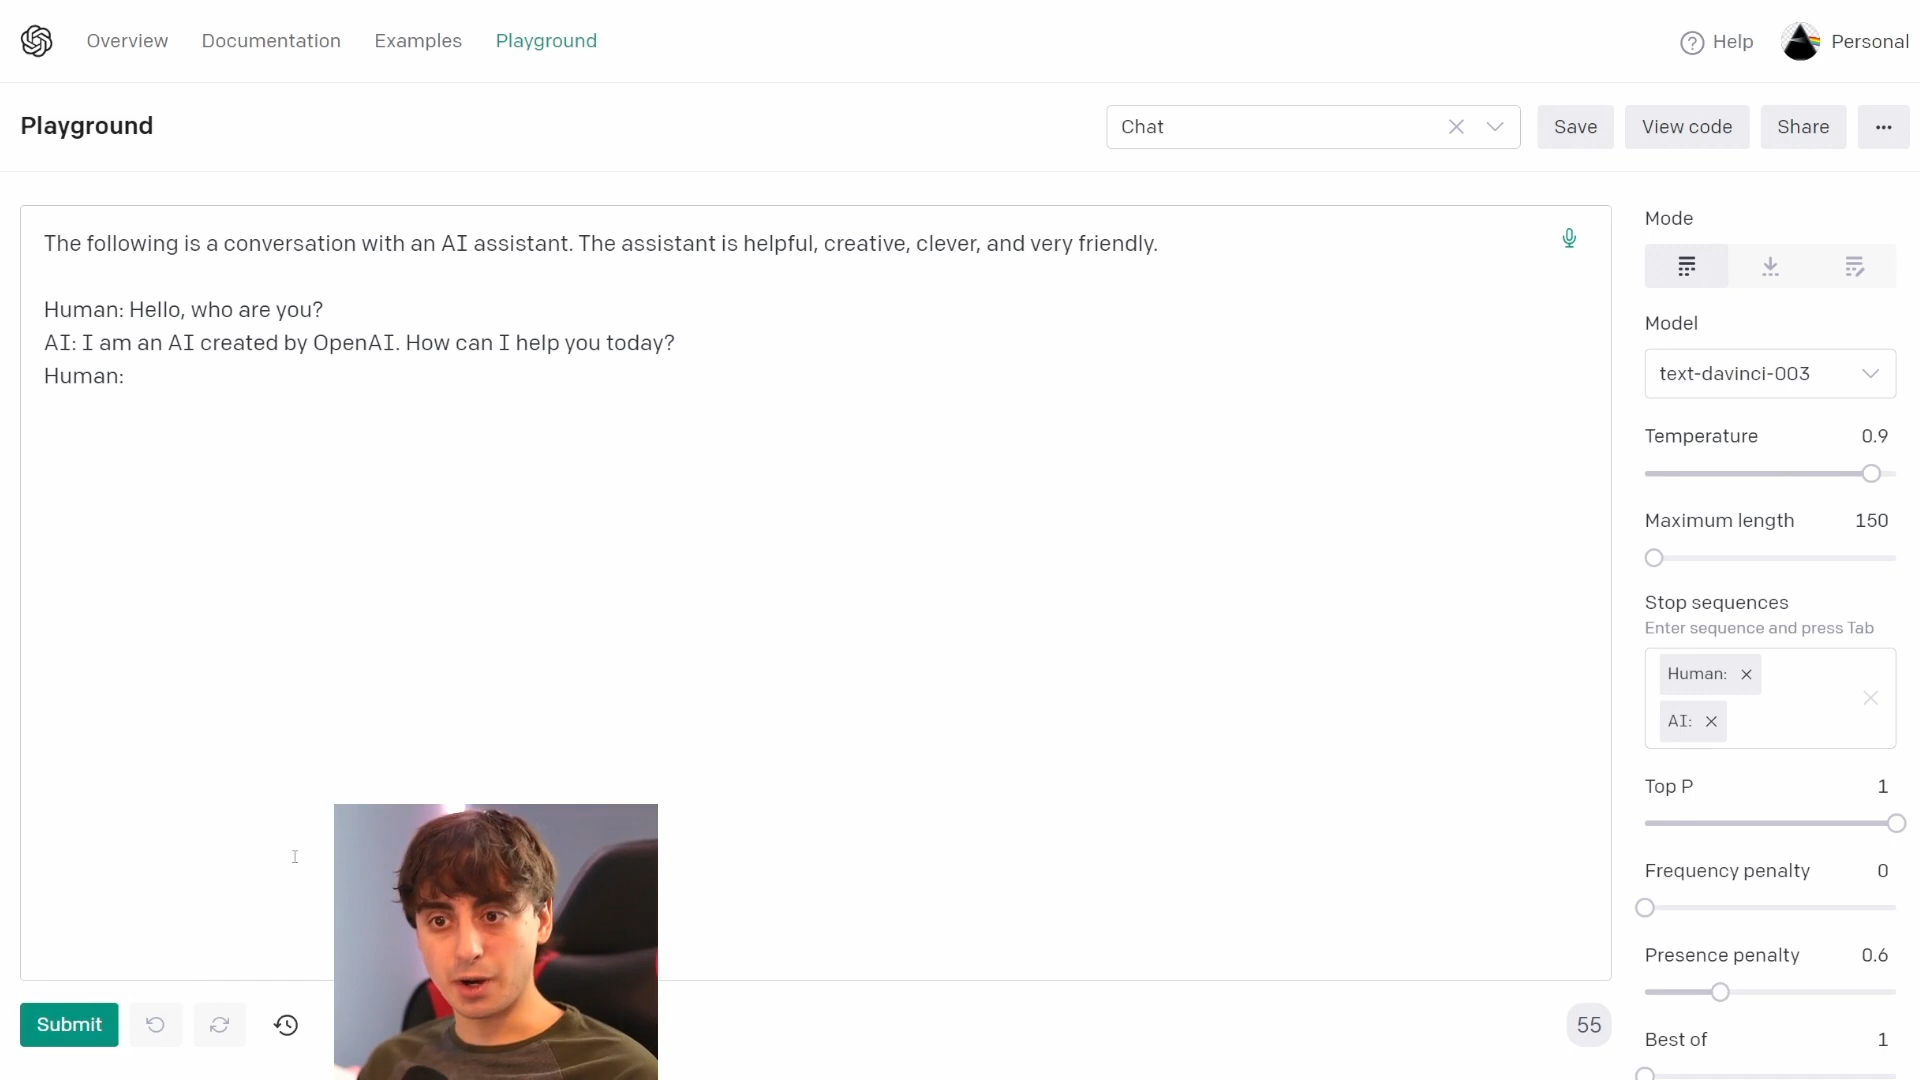 Overview Documentation Examples Playground
Help Personal
Playground
Chat Save View code Share
The following is a conversation with an AI assistant. The assistant is helpful, creative, clever, and very friendly.
Human: Hello, who are you?
AI: I am an AI created by OpenAI. How can I help you today?
Human:
Mode
Model
text-davinci-003
Temperature 0.9
Maximum length 150
Stop sequences
Enter sequence and press Tab
Human:
AI:
Top P 1
Frequency penalty 0
Presence penalty 0.6
Best of 1
Submit
55